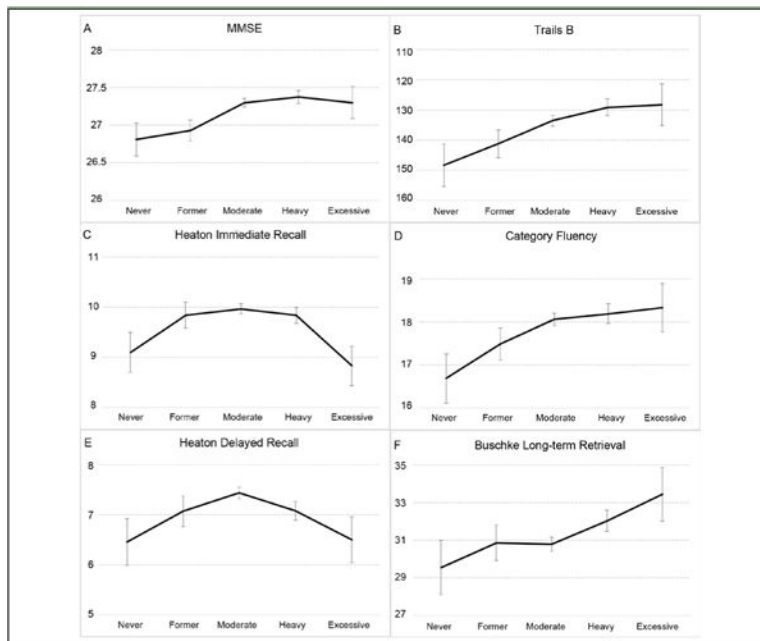 A MMSE
28
27.5
27
26.5
26
Never Former Moderate Heavy Excessive
B Trails B
110
120
130
140
150
160
Never Former Moderate Heavy Excessive
C Heaton Immediate Recall
11
10
9
8
Never Former Moderate Heavy Excessive
D Category Fluency
19
18
17
16
Never Former Moderate Heavy Excessive
E Heaton Delayed Recall
8
7
6
5
Never Former Moderate Heavy Excessive
F Buschke Long-term Retrieval
35
33
31
29
27
Never Former Moderate Heavy Excessive